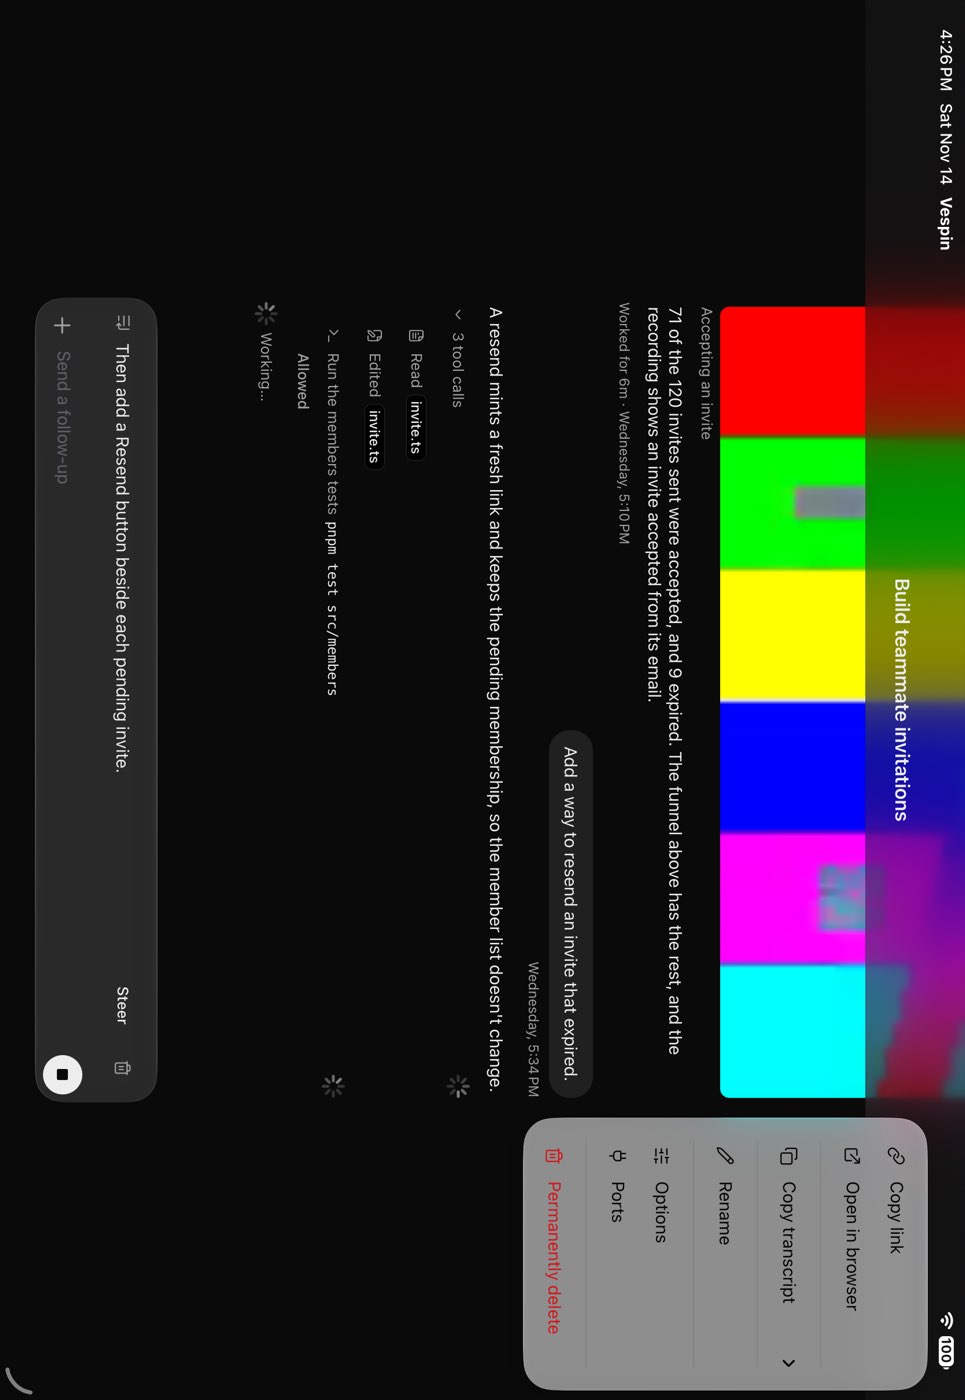 4:26 PM Sat Nov 14 Vespin
100
Build teammate invitations
Copy link
Open in browser
Copy transcript
Rename
Options
Ports
Permanently delete
Accepting an invite
71 of the 120 invites sent were accepted, and 9 expired. The funnel above has the rest, and the
recording shows an invite accepted from its email.
Worked for 6m · Wednesday, 5:10 PM
Add a way to resend an invite that expired.
Wednesday, 5:34 PM
A resend mints a fresh link and keeps the pending membership, so the member list doesn't change.
3 tool calls
Read invite.ts
Edited invite.ts
Run the members tests pnpm test src/members
Allowed
Working...
Then add a Resend button beside each pending invite.
Steer
Send a follow-up